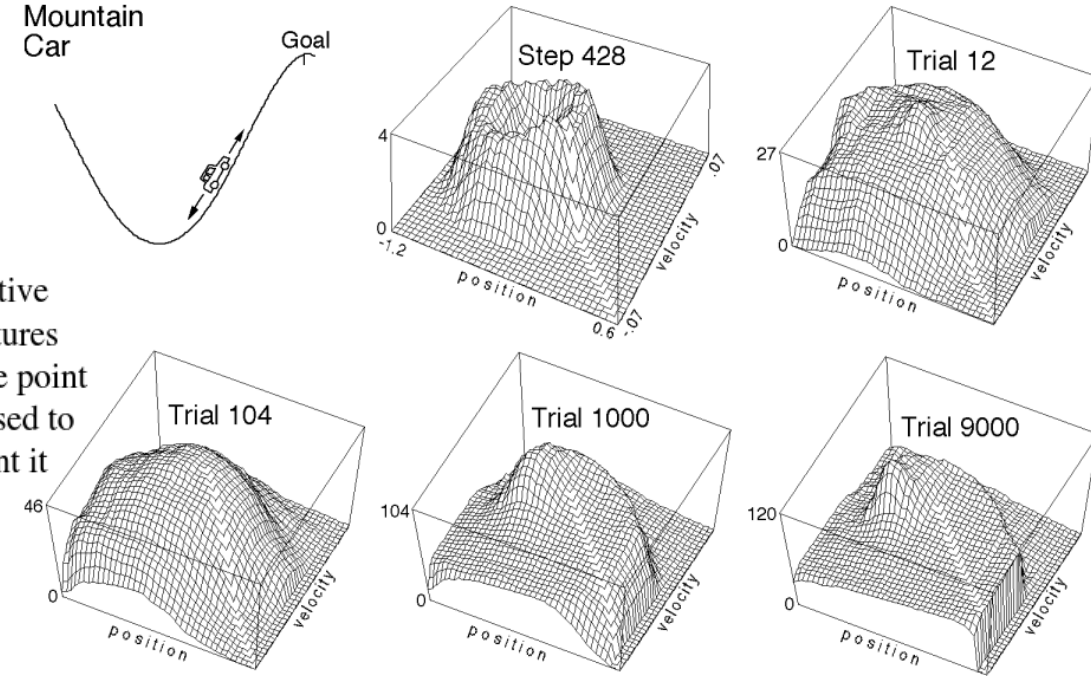 Mountain
Car
Goal
Step 428
4
0
-1.2
position
0.6
-.07
velocity
.07
Trial 12
27
0
position
velocity
tive
tures
e point
sed to
nt it
Trial 104
46
0
position
velocity
Trial 1000
104
0
position
velocity
Trial 9000
120
0
position
velocity